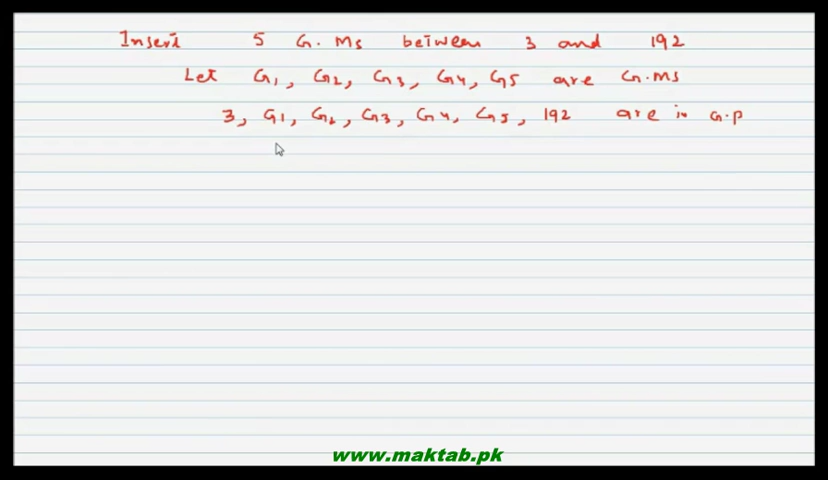 Insert 5 G.Ms between 3 and 192
Let G1, G2, G3, G4, G5 are G.Ms
3, G1, G2, G3, G4, G5, 192 are in G.P
www.maktab.pk